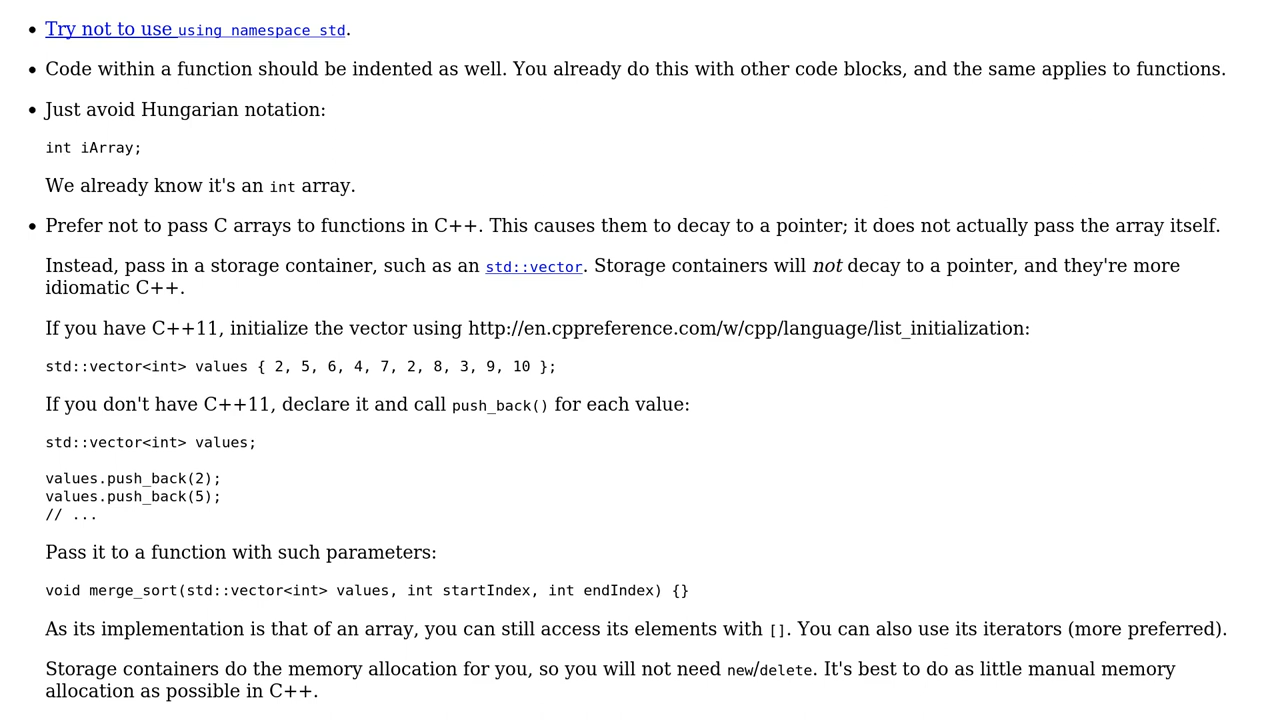 • Try not to use using namespace std.
• Code within a function should be indented as well. You already do this with other code blocks, and the same applies to functions.
• Just avoid Hungarian notation:
int iArray;
We already know it's an int array.
• Prefer not to pass C arrays to functions in C++. This causes them to decay to a pointer; it does not actually pass the array itself.
Instead, pass in a storage container, such as an std::vector. Storage containers will not decay to a pointer, and they're more
idiomatic C++.
If you have C++11, initialize the vector using http://en.cppreference.com/w/cpp/language/list_initialization:
std::vector<int> values { 2, 5, 6, 4, 7, 2, 8, 3, 9, 10 };
If you don't have C++11, declare it and call push_back() for each value:
std::vector<int> values;
values.push_back(2);
values.push_back(5);
// ...
Pass it to a function with such parameters:
void merge_sort(std::vector<int> values, int startIndex, int endIndex) {}
As its implementation is that of an array, you can still access its elements with []. You can also use its iterators (more preferred).
Storage containers do the memory allocation for you, so you will not need new/delete. It's best to do as little manual memory
allocation as possible in C++.